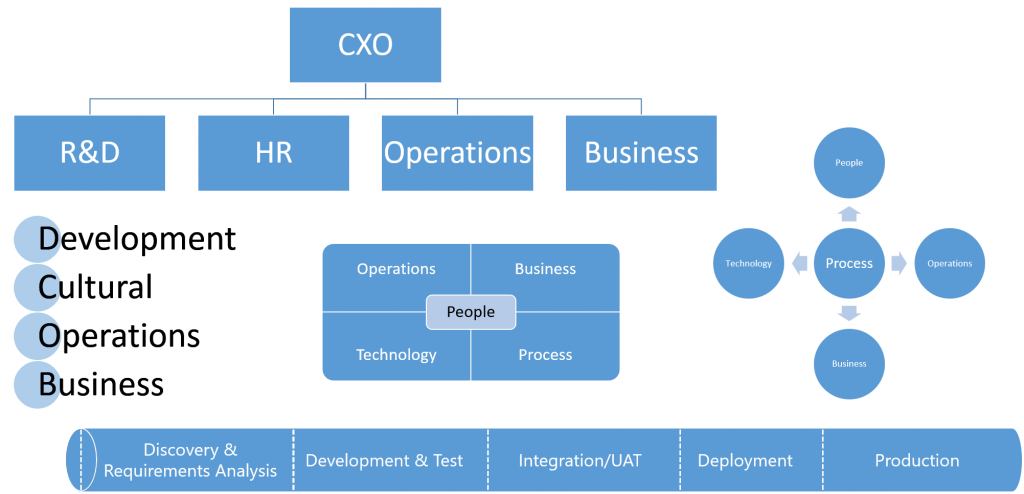 CXO
R&D
HR
Operations
Business
Development
Cultural
Operations
Business
Operations
Business
People
Technology
Process
People
Technology
Process
Operations
Business
Discovery &
Requirements Analysis
Development & Test
Integration/UAT
Deployment
Production